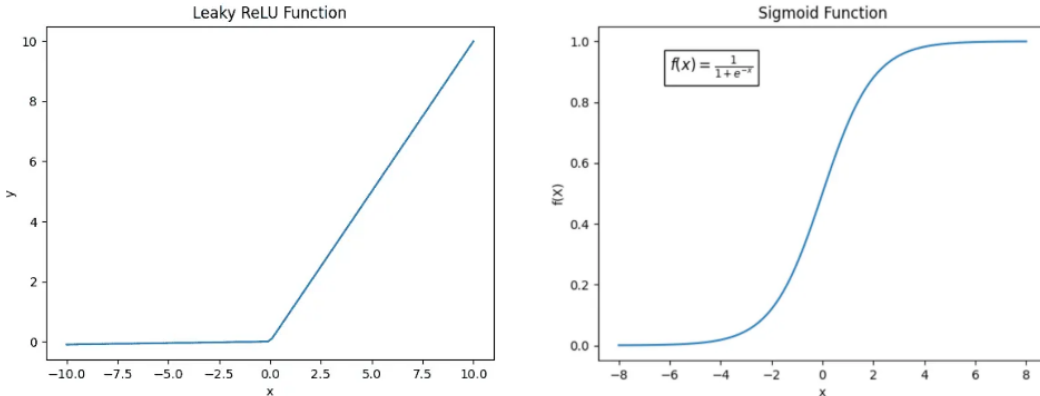 Leaky ReLU Function
10
8
6
4
2
0
y
−10.0 −7.5 −5.0 −2.5 0.0 2.5 5.0 7.5 10.0
x
Sigmoid Function
f(x) = 1/(1 + e^−x)
1.0
0.8
0.6
0.4
0.2
0.0
f(X)
−8 −6 −4 −2 0 2 4 6 8
x